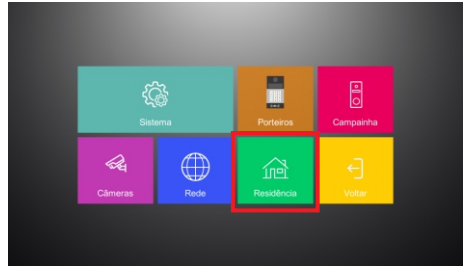 Sistema
Porteiros
Campainha
Câmeras
Rede
Residência
Voltar